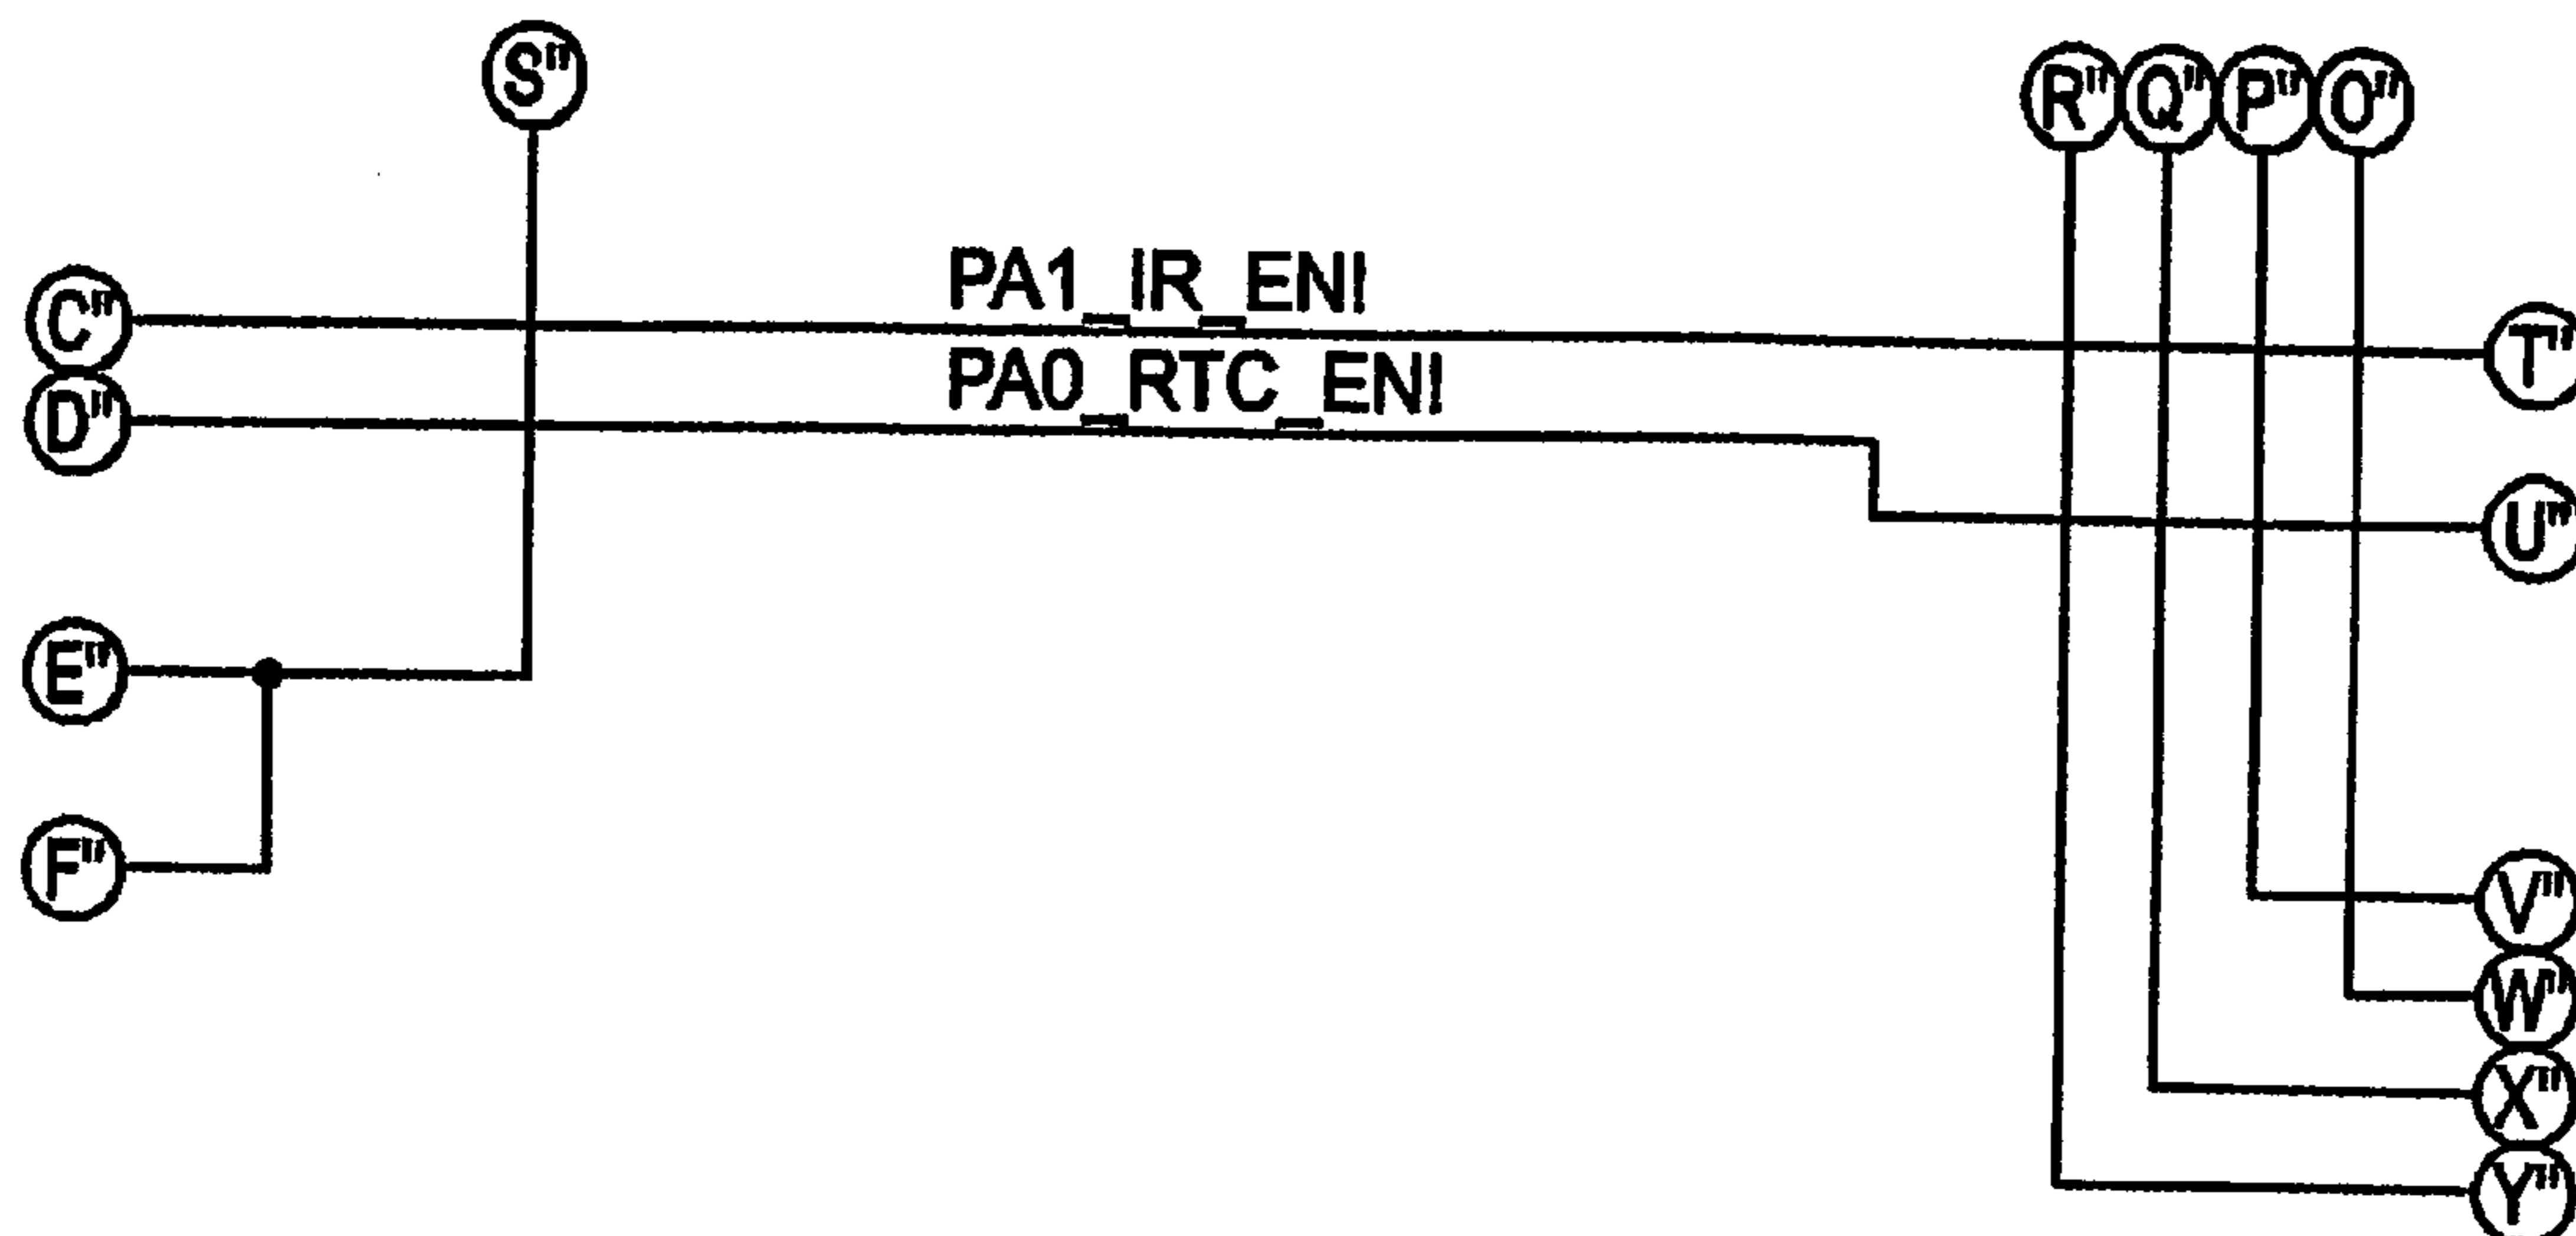 S"
R" Q" P" O"
C"
PA1_IR_EN!
T"
D"
PA0_RTC_EN!
U"
E"
F"
V"
W"
X"
Y"